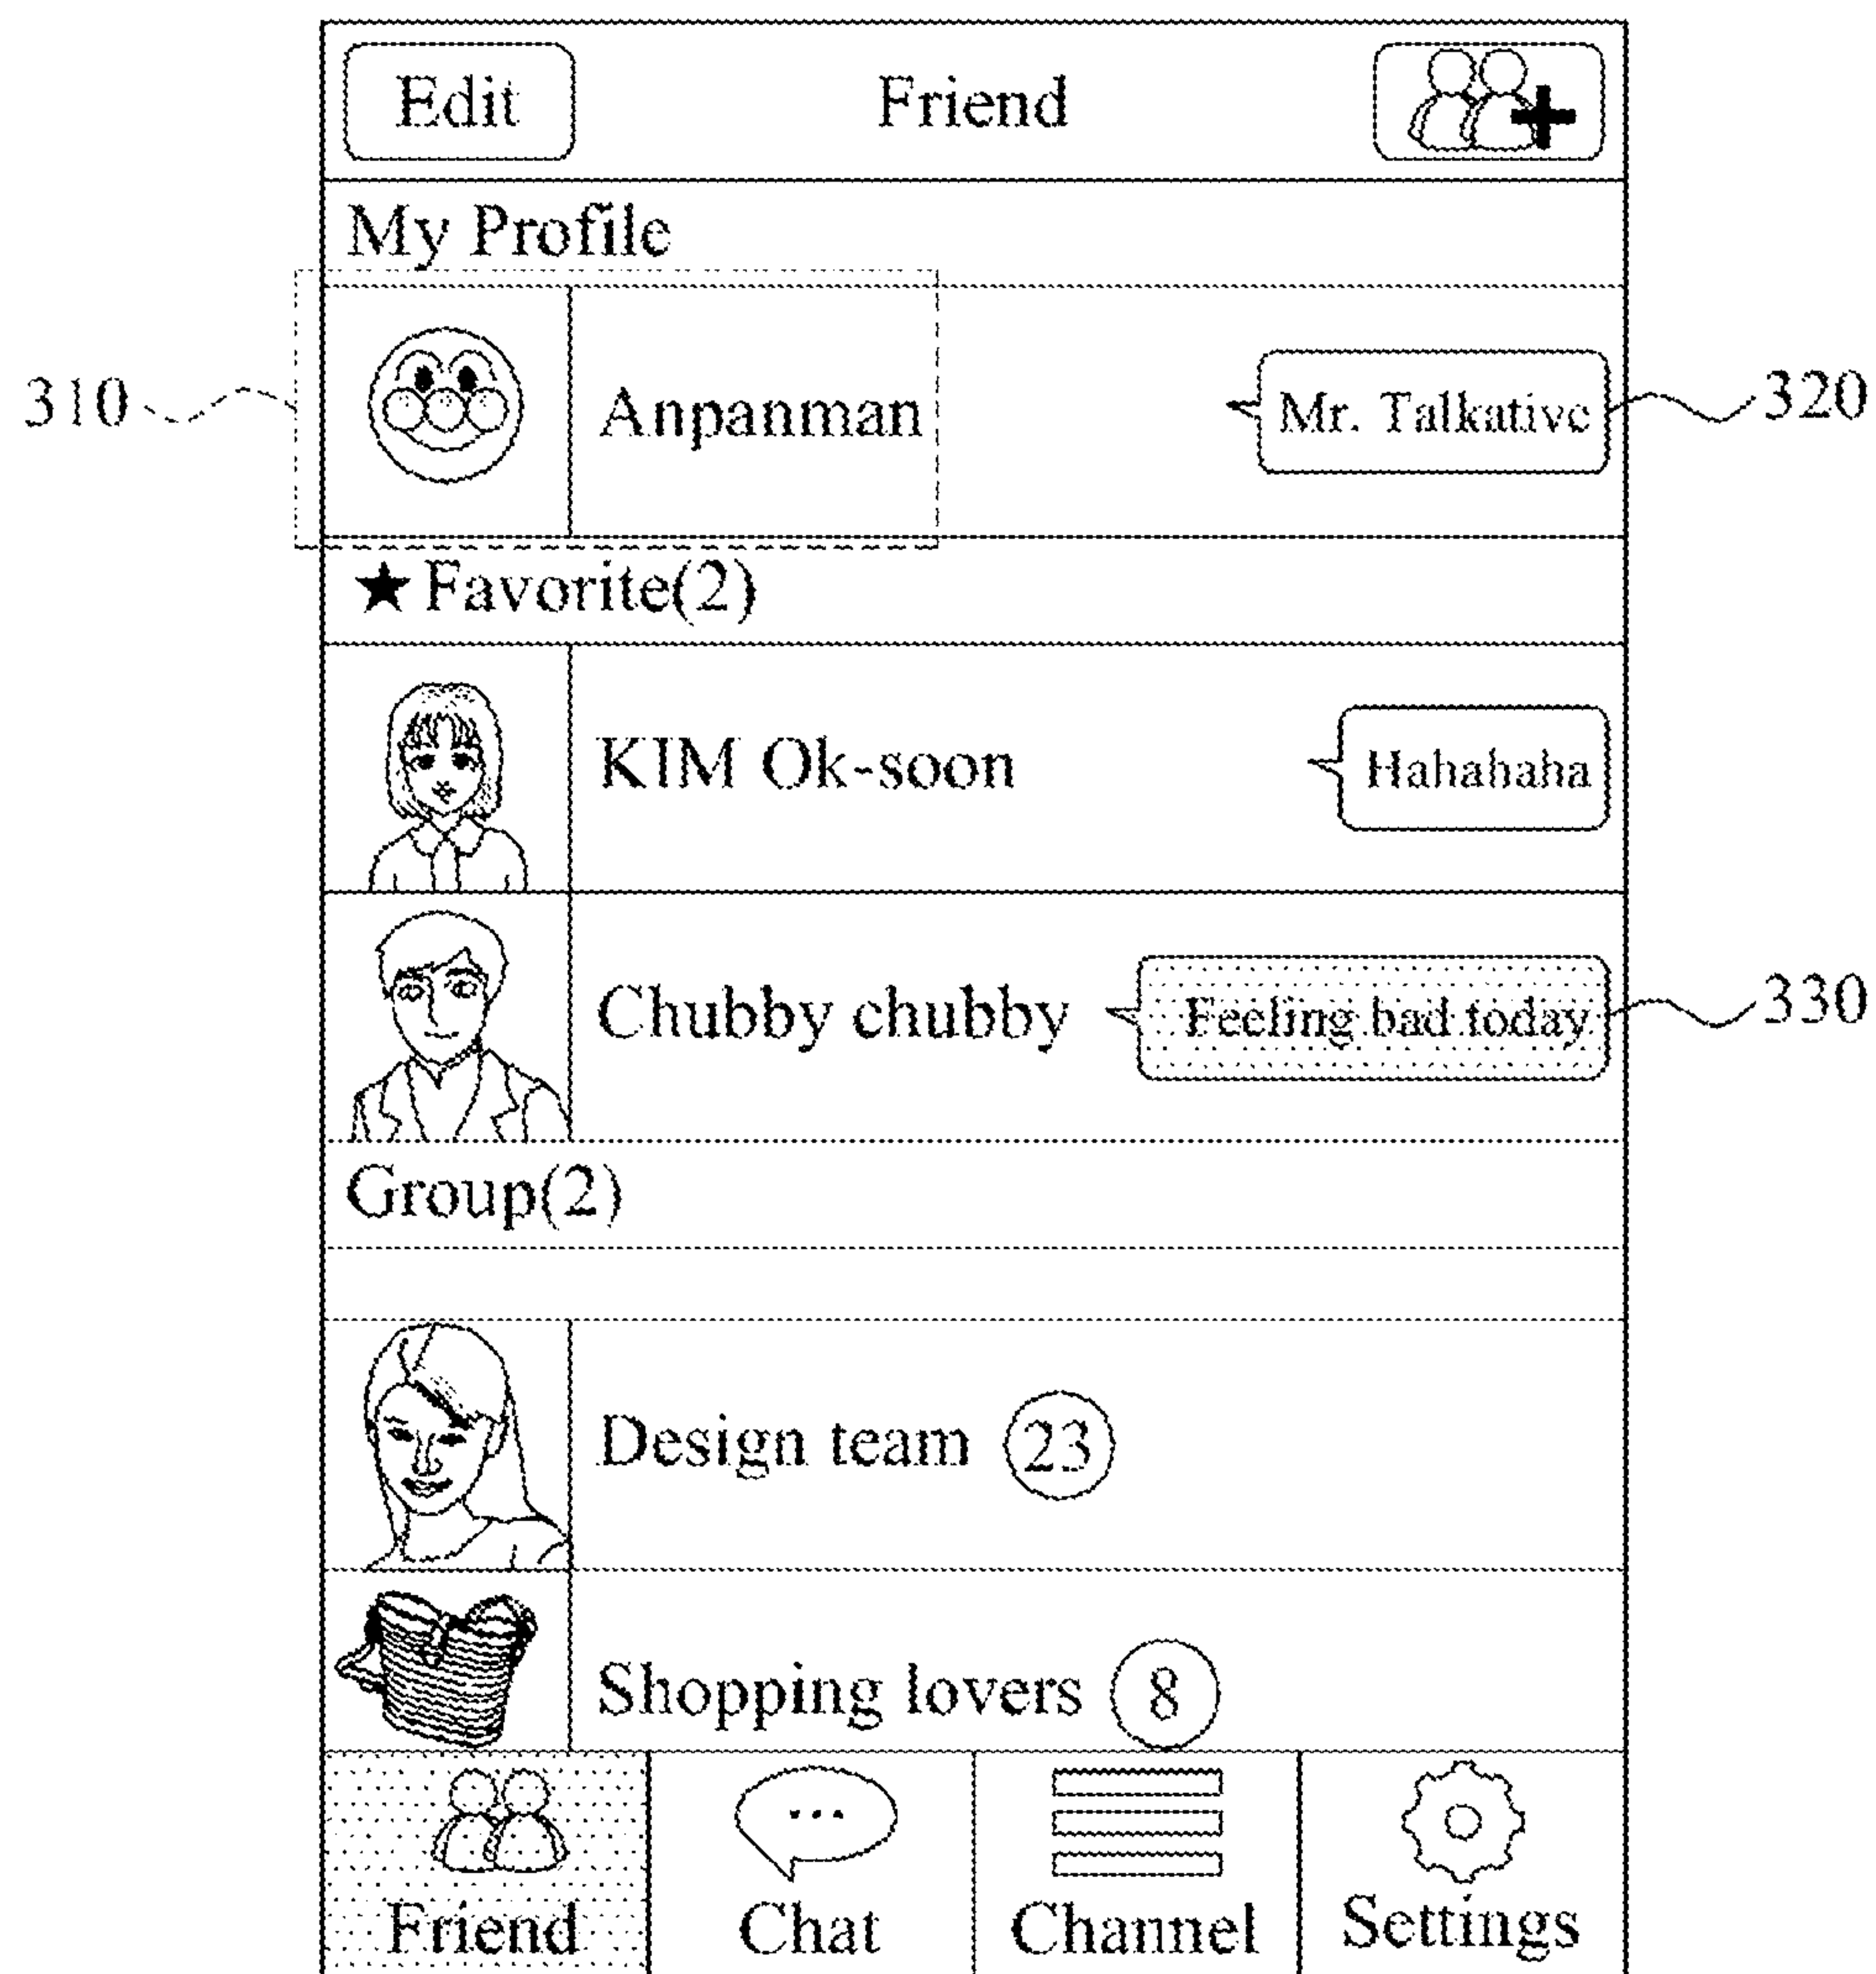 Edit Friend
My Profile
310 Anpanman Mr. Talkative 320
★Favorite(2)
KIM Ok-soon Hahahaha
Chubby chubby Feeling bad today 330
Group(2)
Design team 23
Shopping lovers 8
Friend Chat Channel Settings